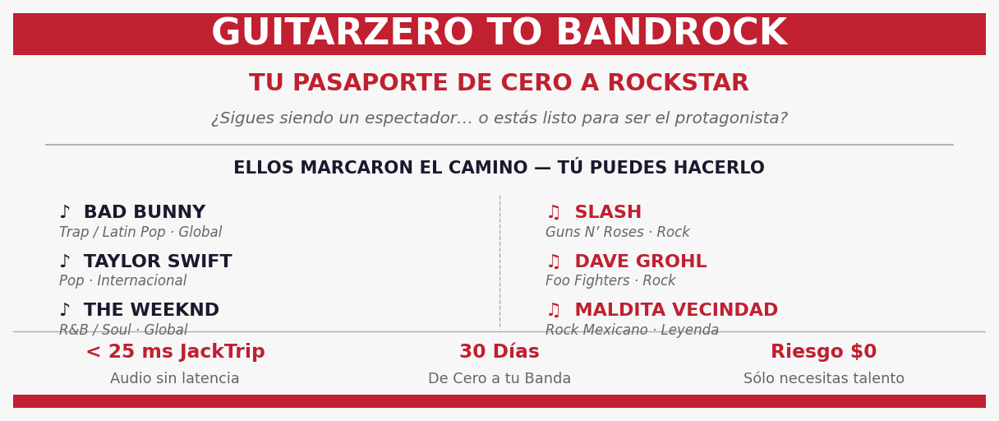 GUITARZERO TO BANDROCK
TU PASAPORTE DE CERO A ROCKSTAR
¿Sigues siendo un espectador… o estás listo para ser el protagonista?
ELLOS MARCARON EL CAMINO — TÚ PUEDES HACERLO
♪ BAD BUNNY
Trap / Latin Pop · Global
♪ TAYLOR SWIFT
Pop · Internacional
♪ THE WEEKND
R&B / Soul · Global
♫ SLASH
Guns N’ Roses · Rock
♫ DAVE GROHL
Foo Fighters · Rock
♫ MALDITA VECINDAD
Rock Mexicano · Leyenda
< 25 ms JackTrip
Audio sin latencia
30 Días
De Cero a tu Banda
Riesgo $0
Sólo necesitas talento